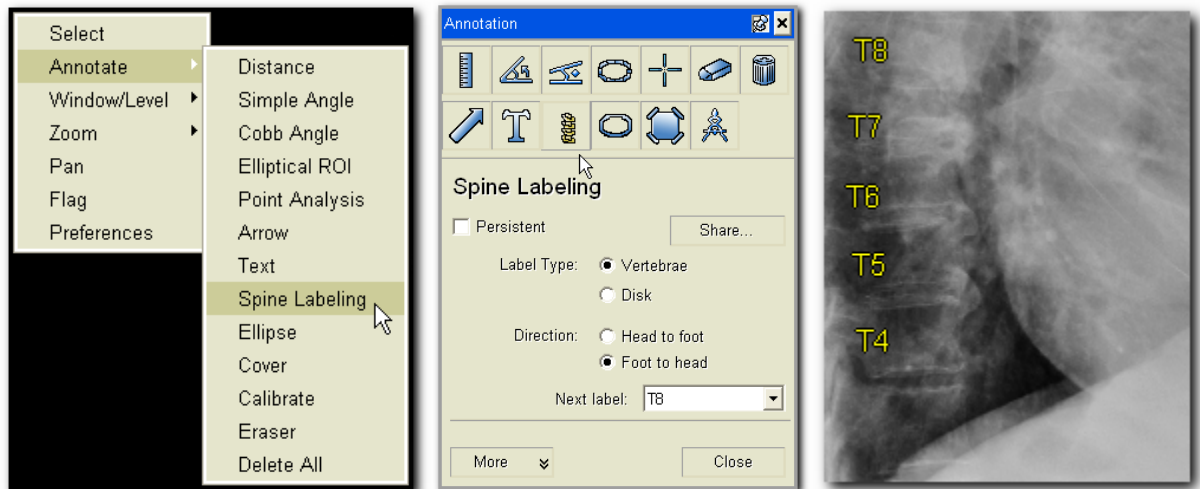 Select
Annotate
Window/Level
Zoom
Pan
Flag
Preferences
Distance
Simple Angle
Cobb Angle
Elliptical ROI
Point Analysis
Arrow
Text
Spine Labeling
Ellipse
Cover
Calibrate
Eraser
Delete All
Annotation
Spine Labeling
Persistent
Share...
Label Type: Vertebrae
Disk
Direction: Head to foot
Foot to head
Next label: T8
More
Close
T8
T7
T6
T5
T4